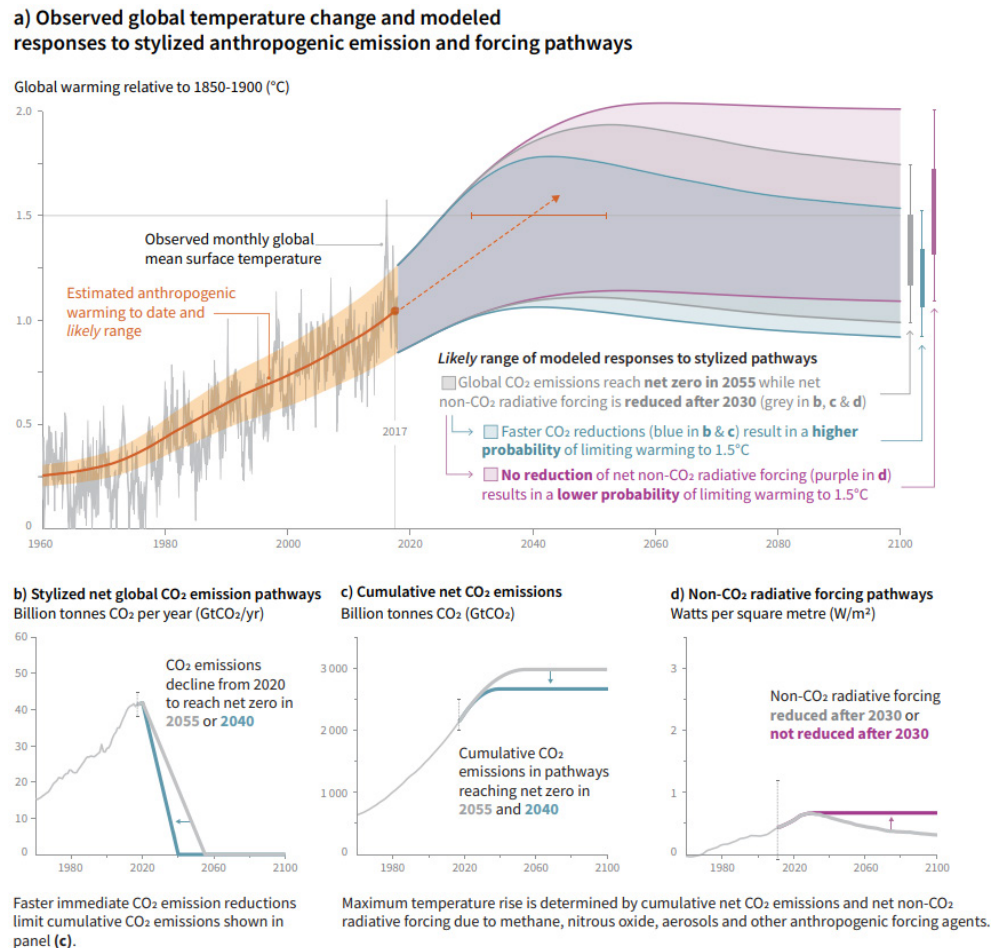 a) Observed global temperature change and modeled
responses to stylized anthropogenic emission and forcing pathways
Global warming relative to 1850-1900 (°C)
2.0
1.5
1.0
0.5
0
Observed monthly global
mean surface temperature
Estimated anthropogenic
warming to date and
likely range
2017
Likely range of modeled responses to stylized pathways
Global CO₂ emissions reach net zero in 2055 while net
non-CO₂ radiative forcing is reduced after 2030 (grey in b, c & d)
Faster CO₂ reductions (blue in b & c) result in a higher
probability of limiting warming to 1.5°C
No reduction of net non-CO₂ radiative forcing (purple in d)
results in a lower probability of limiting warming to 1.5°C
1960 1980 2000 2020 2040 2060 2080 2100
b) Stylized net global CO₂ emission pathways
Billion tonnes CO₂ per year (GtCO₂/yr)
60
50
40
30
20
10
0
CO₂ emissions
decline from 2020
to reach net zero in
2055 or 2040
1980 2020 2060 2100
Faster immediate CO₂ emission reductions
limit cumulative CO₂ emissions shown in
panel (c).
c) Cumulative net CO₂ emissions
Billion tonnes CO₂ (GtCO₂)
3 000
2 000
1 000
0
Cumulative CO₂
emissions in pathways
reaching net zero in
2055 and 2040
1980 2020 2060 2100
d) Non-CO₂ radiative forcing pathways
Watts per square metre (W/m²)
3
2
1
0
Non-CO₂ radiative forcing
reduced after 2030 or
not reduced after 2030
1980 2020 2060 2100
Maximum temperature rise is determined by cumulative net CO₂ emissions and net non-CO₂
radiative forcing due to methane, nitrous oxide, aerosols and other anthropogenic forcing agents.